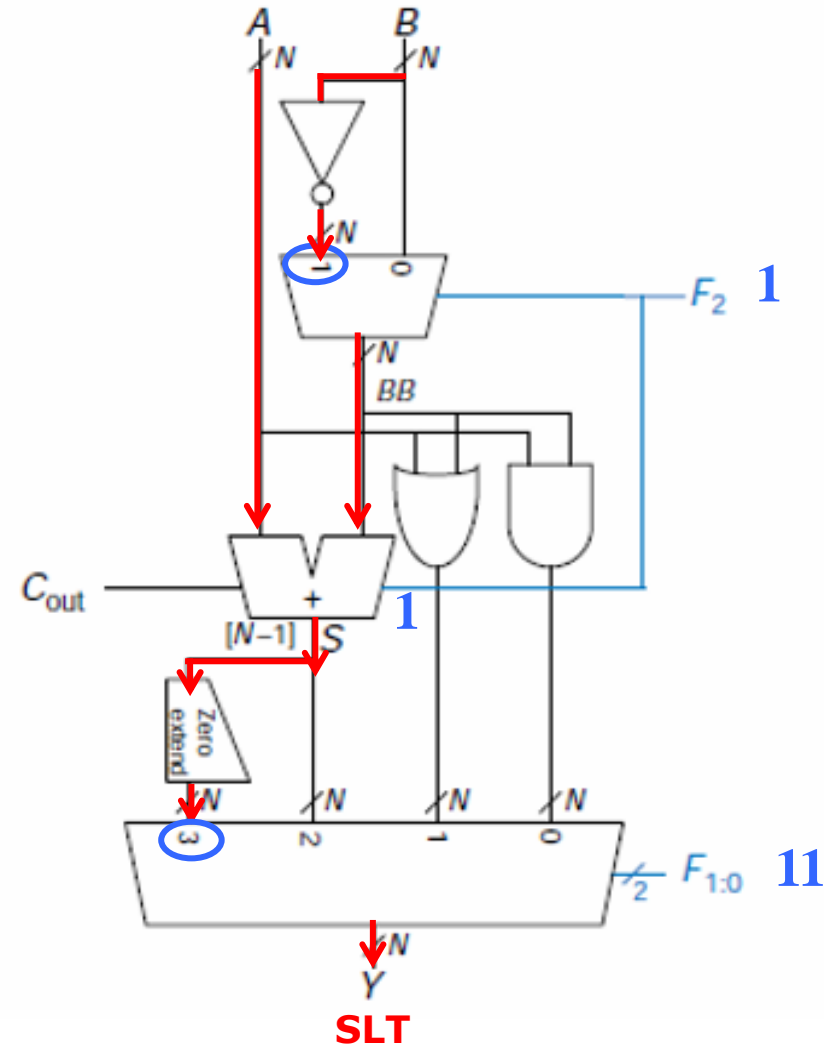 A B
N N
N
1 0
F2 1
N
BB
Cout
+
1
[N–1] S
Zero
extend
N N N N
3 2 1 0
2 F1:0 11
N
Y
SLT